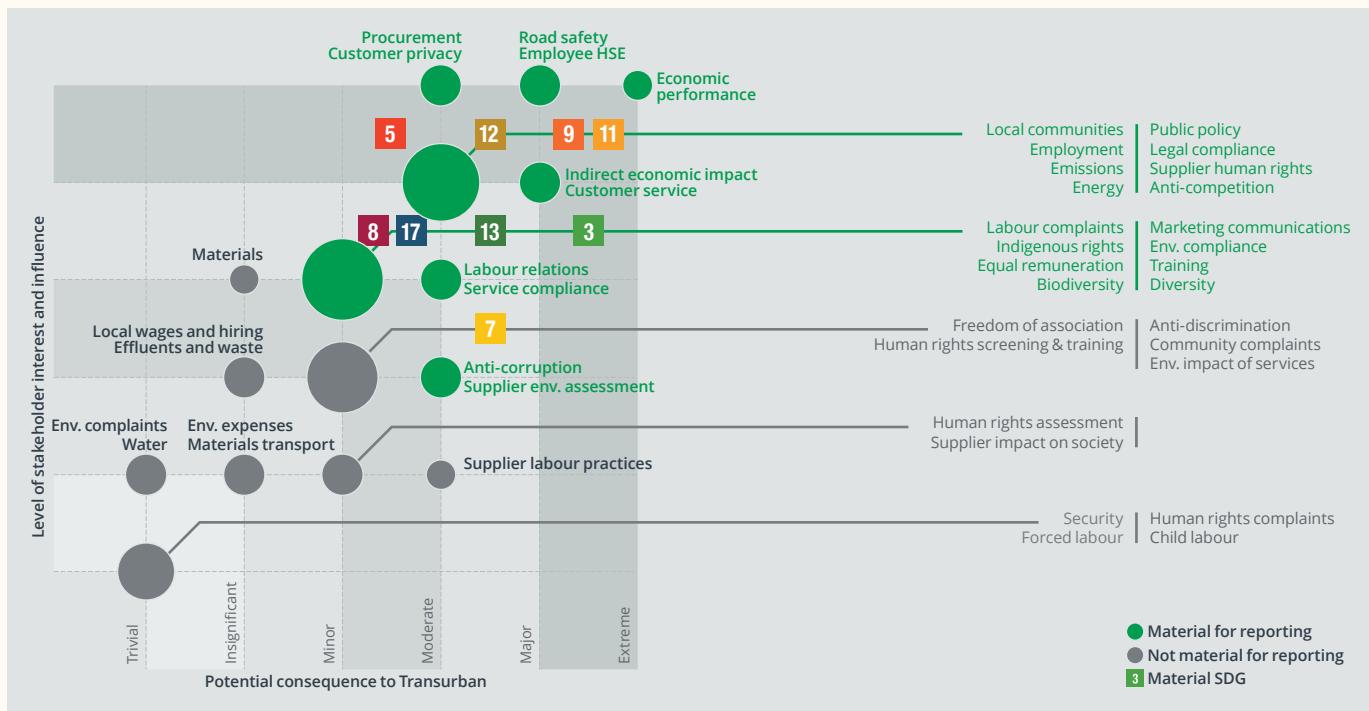 Procurement
Customer privacy
Road safety
Employee HSE
Economic
performance
5
12
9
11
Local communities
Employment
Emissions
Energy
Public policy
Legal compliance
Supplier human rights
Anti-competition
Indirect economic impact
Customer service
8
17
13
3
Labour complaints
Indigenous rights
Equal remuneration
Biodiversity
Marketing communications
Env. compliance
Training
Diversity
Materials
Labour relations
Service compliance
Local wages and hiring
Effluents and waste
7
Freedom of association
Human rights screening & training
Anti-discrimination
Community complaints
Env. impact of services
Anti-corruption
Supplier env. assessment
Env. complaints
Water
Env. expenses
Materials transport
Human rights assessment
Supplier impact on society
Supplier labour practices
Security
Forced labour
Human rights complaints
Child labour
Level of stakeholder interest and influence
Trivial
Insignificant
Minor
Moderate
Major
Extreme
Potential consequence to Transurban
Material for reporting
Not material for reporting
3 Material SDG